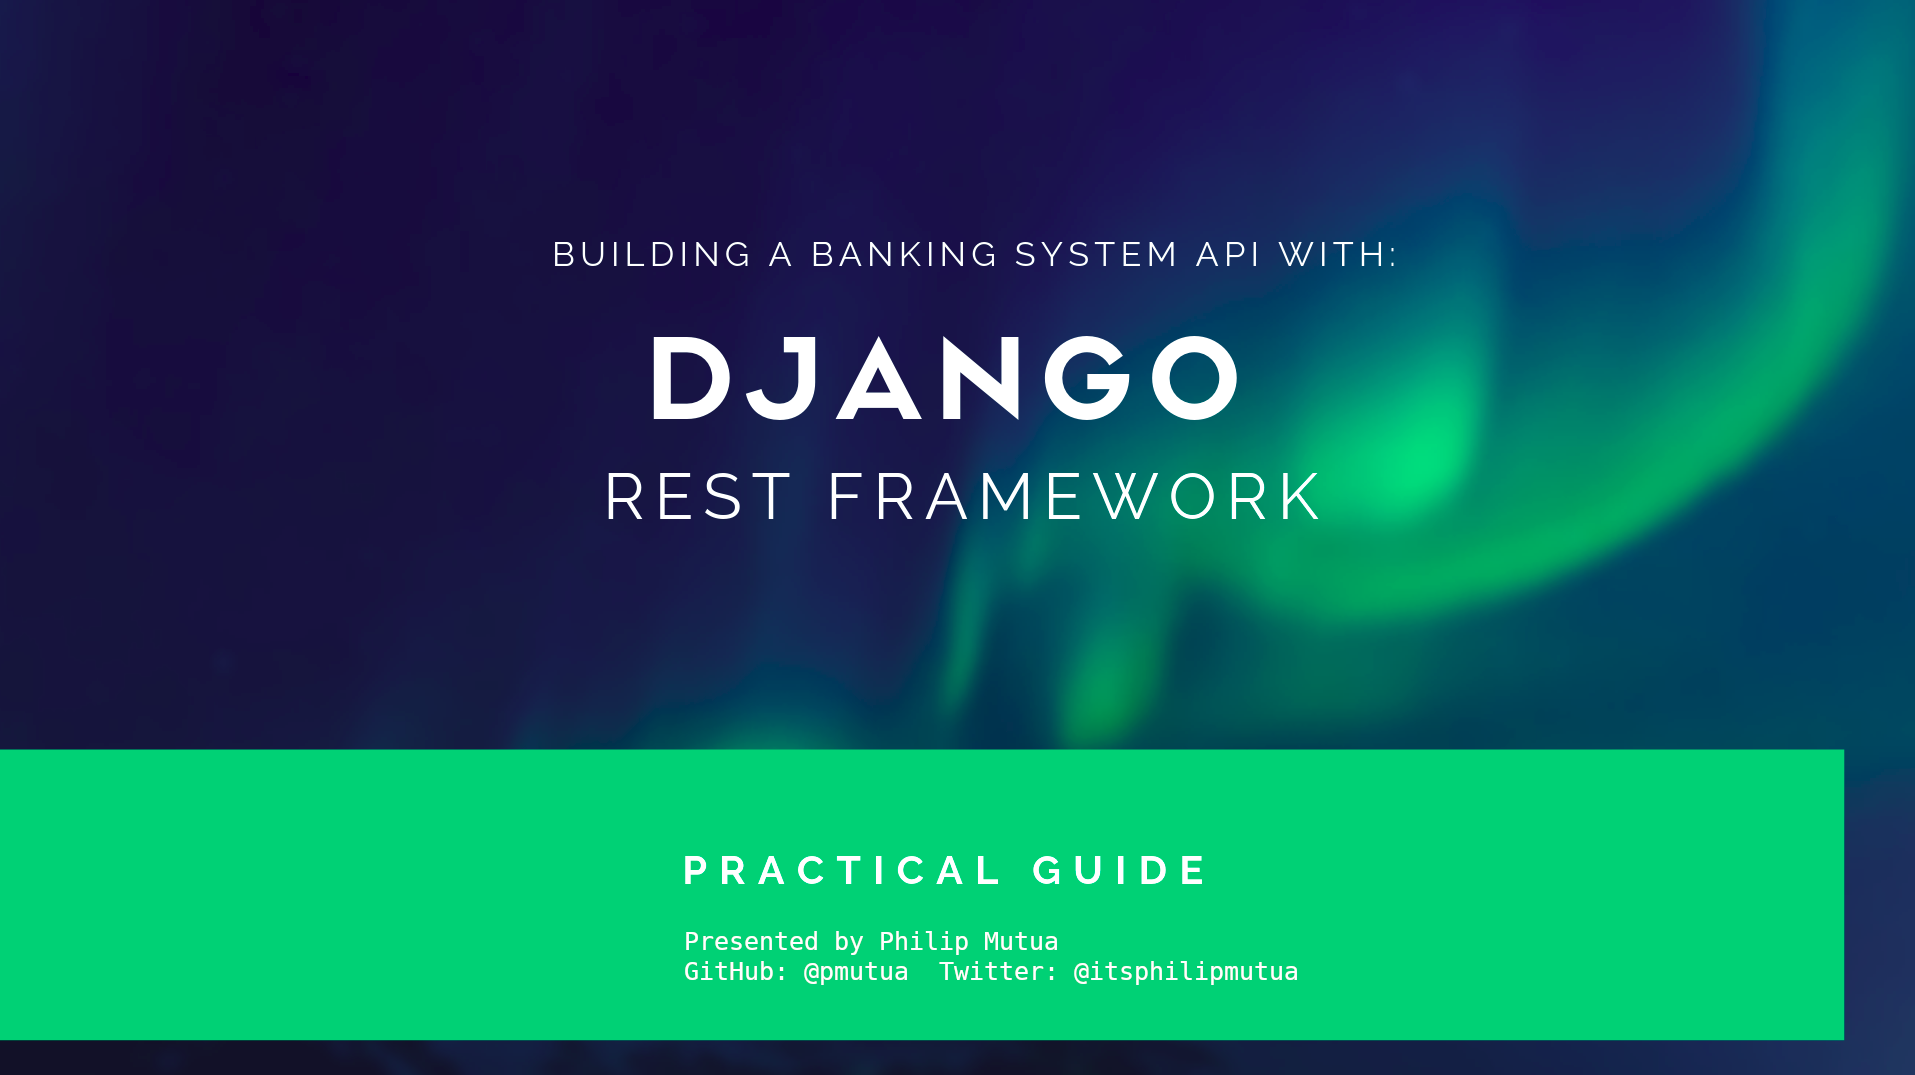 BUILDING A BANKING SYSTEM API WITH:
DJANGO
REST FRAMEWORK
PRACTICAL GUIDE
Presented by Philip Mutua
GitHub: @pmutua  Twitter: @itsphilipmutua